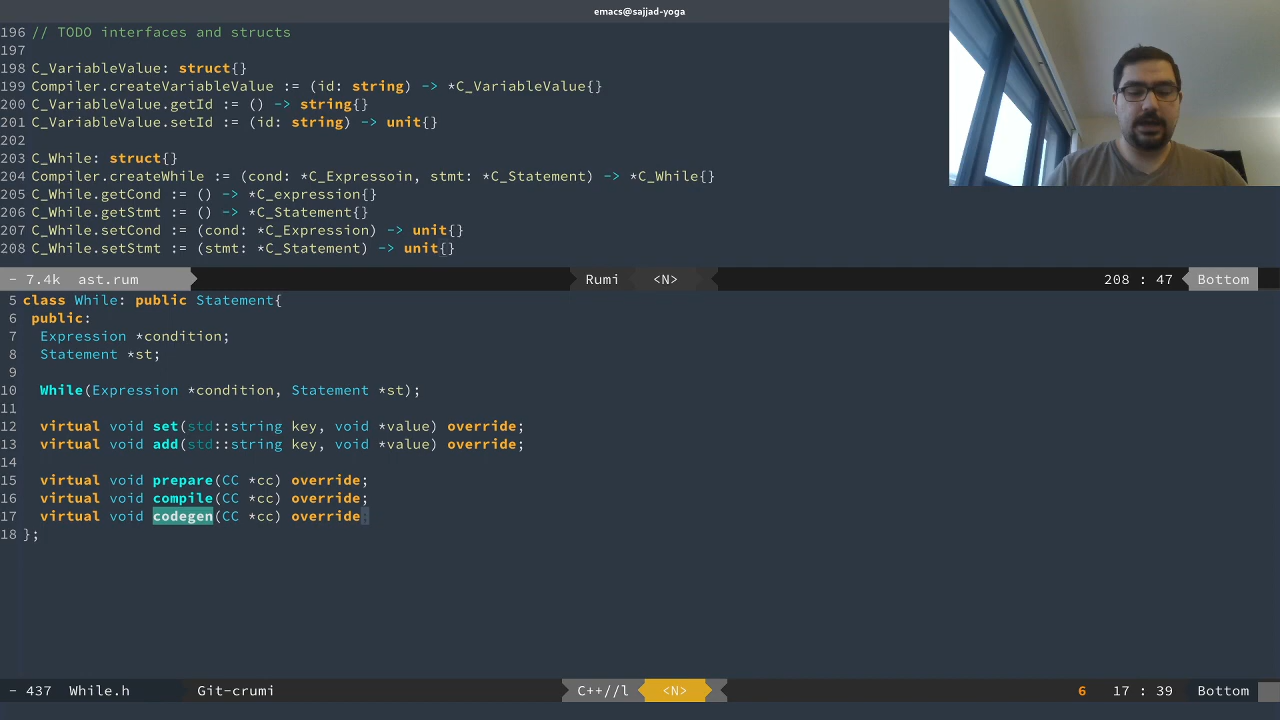 emacs@sajjad-yoga
196 // TODO interfaces and structs
197
198 C_VariableValue: struct{}
199 Compiler.createVariableValue := (id: string) -> *C_VariableValue{}
200 C_VariableValue.getId := () -> string{}
201 C_VariableValue.setId := (id: string) -> unit{}
202
203 C_While: struct{}
204 Compiler.createWhile := (cond: *C_Expressoin, stmt: *C_Statement) -> *C_While{}
205 C_While.getCond := () -> *C_expression{}
206 C_While.getStmt := () -> *C_Statement{}
207 C_While.setCond := (cond: *C_Expression) -> unit{}
208 C_While.setStmt := (stmt: *C_Statement) -> unit{}
- 7.4k ast.rum Rumi <N> 208 : 47 Bottom
5 class While: public Statement{
6 public:
7 Expression *condition;
8 Statement *st;
9
10 While(Expression *condition, Statement *st);
11
12 virtual void set(std::string key, void *value) override;
13 virtual void add(std::string key, void *value) override;
14
15 virtual void prepare(CC *cc) override;
16 virtual void compile(CC *cc) override;
17 virtual void codegen(CC *cc) override;
18 };
- 437 While.h Git-crumi C++//l <N> 6 17 : 39 Bottom